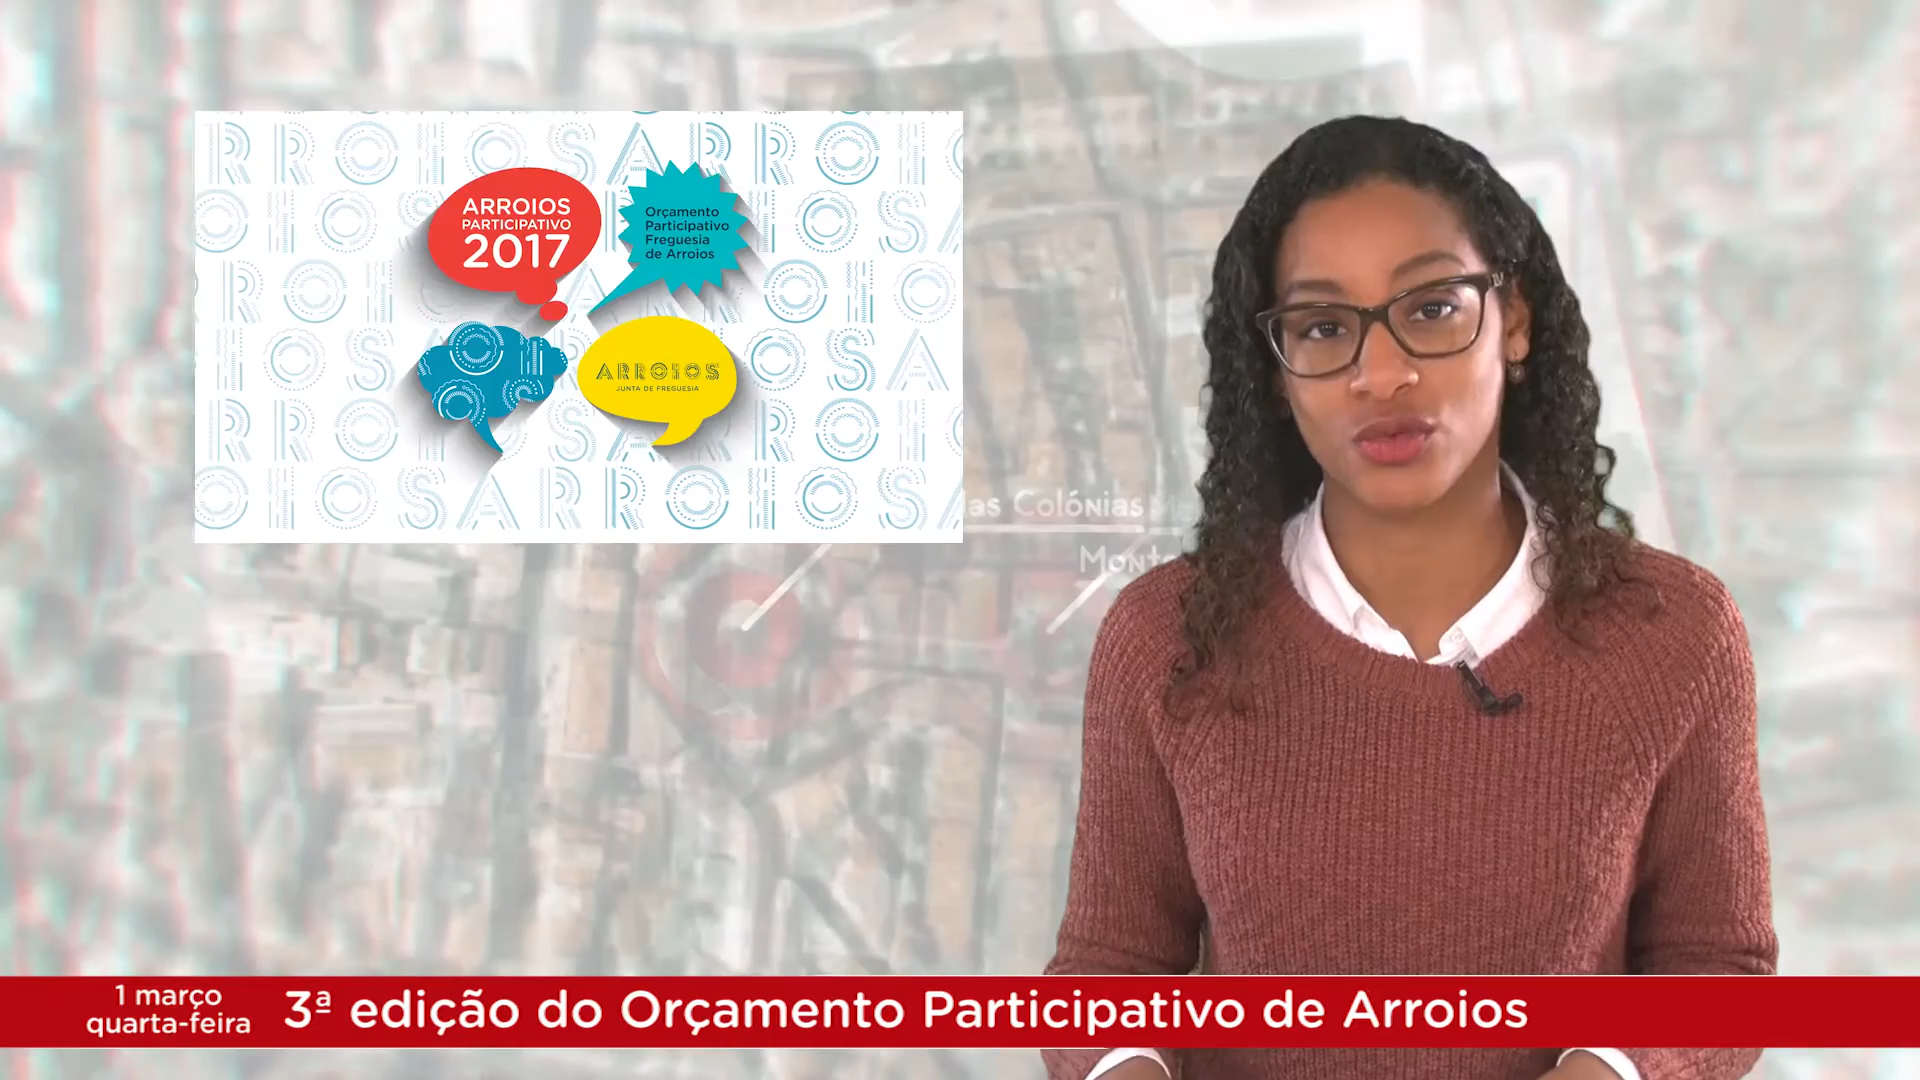 ARROIOS
PARTICIPATIVO
2017
Orçamento
Participativo
Freguesia
de Arroios
ARROIOS
JUNTA DE FREGUESIA
as Colónias
Monte
1 março
quarta-feira
3ª edição do Orçamento Participativo de Arroios